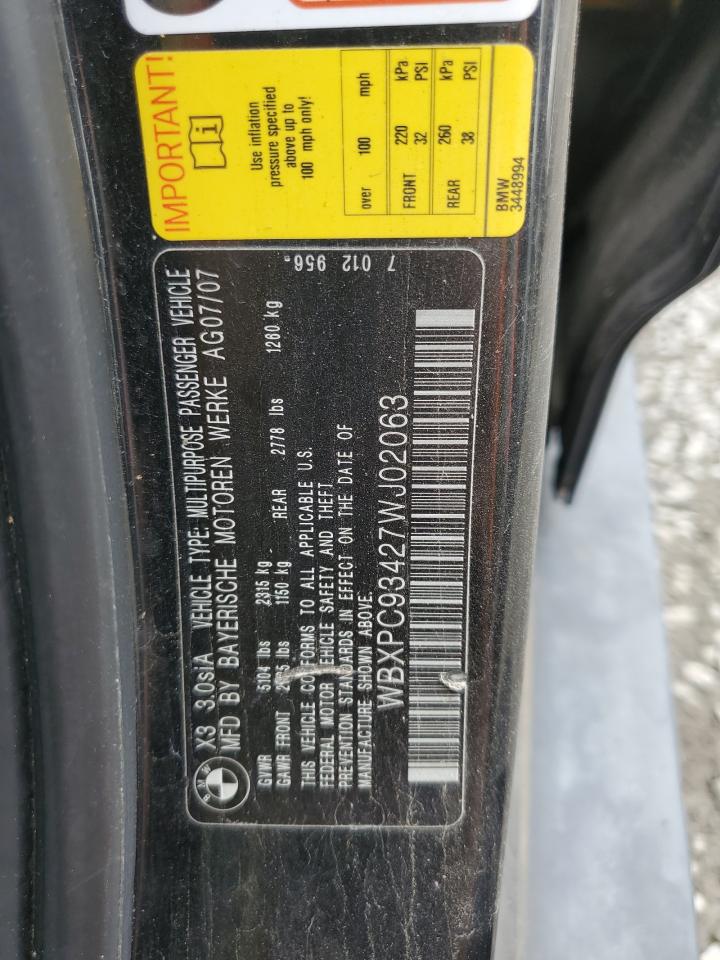 IMPORTANT!
Use inflation
pressure specified
above up to
100 mph only!
over 100 mph
FRONT 220 kPa
32 PSI
REAR 260 kPa
38 PSI
BMW
3448994
BMW
X3 3.0siA VEHICLE TYPE: MULTIPURPOSE PASSENGER VEHICLE
MFD BY BAYERISCHE MOTOREN WERKE AG07/07
GVWR 5104 lbs 2315 kg
GAWR FRONT lbs 1150 kg REAR 2778 lbs 1260 kg
THIS VEHICLE CONFORMS TO ALL APPLICABLE U.S.
FEDERAL MOTOR VEHICLE SAFETY AND THEFT
PREVENTION STANDARDS IN EFFECT ON THE DATE OF
MANUFACTURE SHOWN ABOVE.
WBXPC93427WJ02063
7 012 956